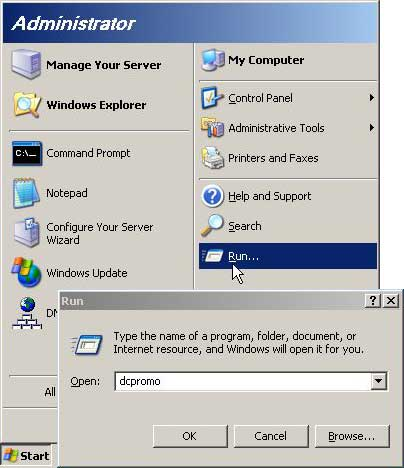 Administrator
Manage Your Server
Windows Explorer
Command Prompt
Notepad
Configure Your Server
Wizard
Windows Update
DN
All
Start
My Computer
Control Panel
Administrative Tools
Printers and Faxes
Help and Support
Search
Run...
Run
Type the name of a program, folder, document, or
Internet resource, and Windows will open it for you.
Open:
dcpromo
OK
Cancel
Browse...